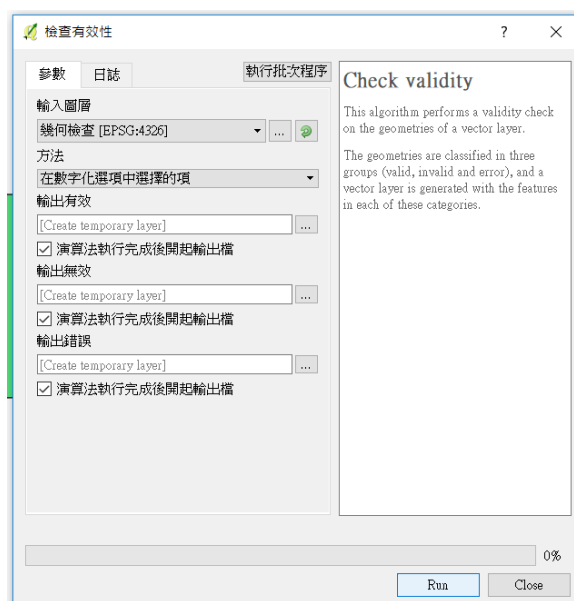 檢查有效性
? ×
參數 日誌 執行批次程序
輸入圖層
幾何檢查 [EPSG:4326] ...
方法
在數字化選項中選擇的項
輸出有效
[Create temporary layer] ...
演算法執行完成後開起輸出檔
輸出無效
[Create temporary layer] ...
演算法執行完成後開起輸出檔
輸出錯誤
[Create temporary layer] ...
演算法執行完成後開起輸出檔
Check validity
This algorithm performs a validity check
on the geometries of a vector layer.
The geometries are classified in three
groups (valid, invalid and error), and a
vector layer is generated with the features
in each of these categories.
0%
Run Close